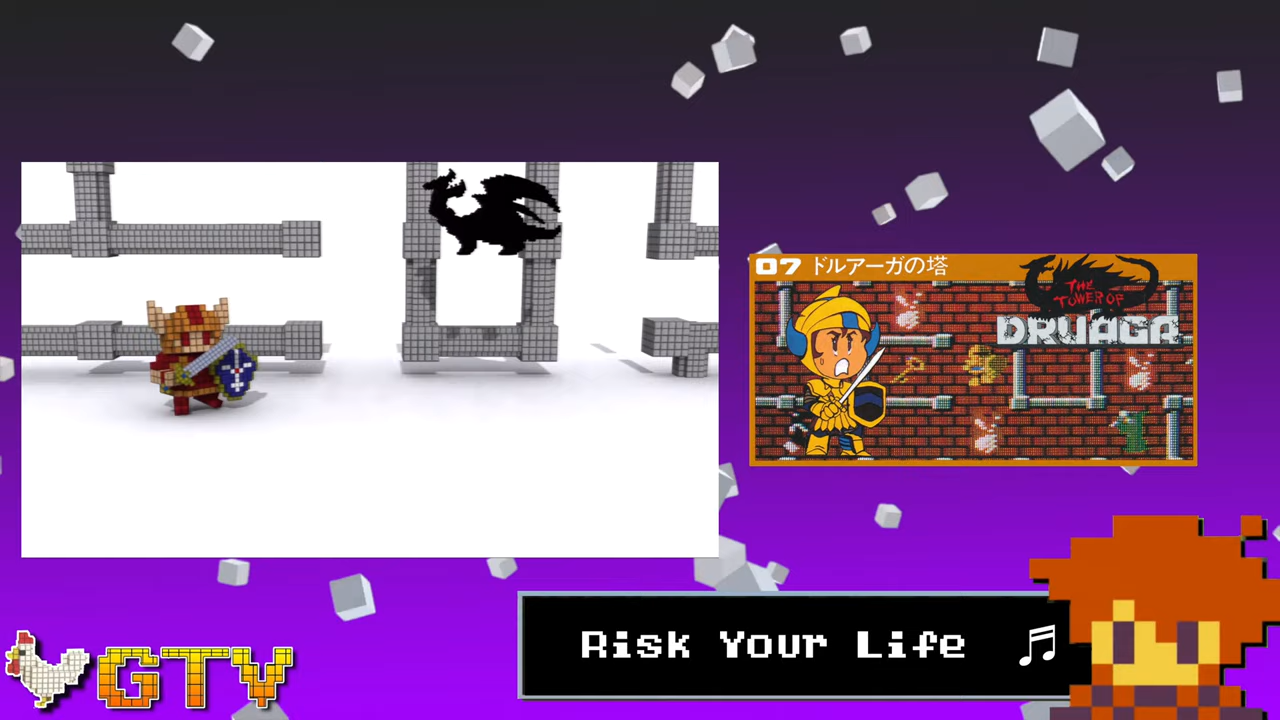 07 ドルアーガの塔
THE
TOWER OF
DRUAGA
Risk Your Life
GTV